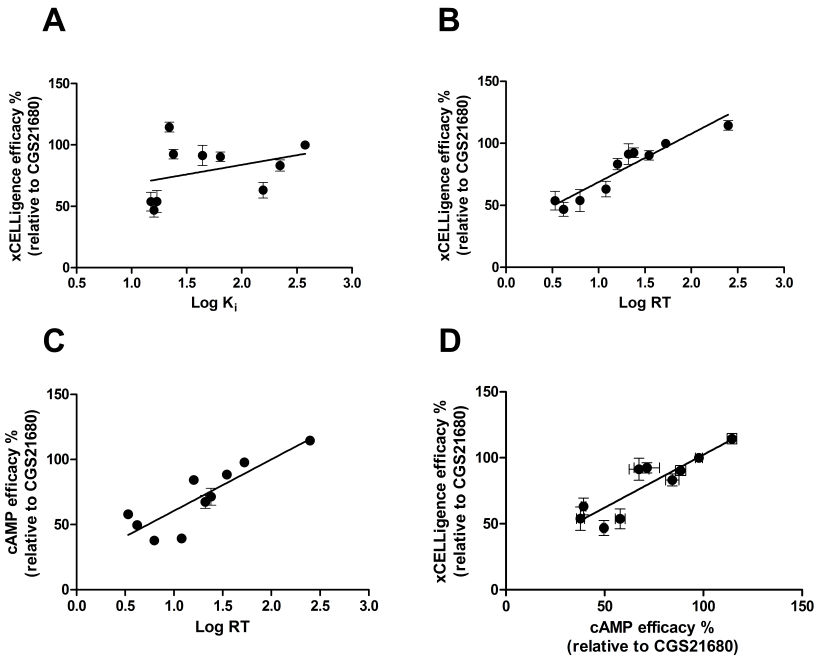 A
xCELLigence efficacy %
(relative to CGS21680)
150
100
50
0
0.5 1.0 1.5 2.0 2.5 3.0
Log Ki
B
xCELLigence efficacy %
(relative to CGS21680)
150
100
50
0
0.0 0.5 1.0 1.5 2.0 2.5 3.0
Log RT
C
cAMP efficacy %
(relative to CGS21680)
150
100
50
0
0.0 0.5 1.0 1.5 2.0 2.5 3.0
Log RT
D
xCELLigence efficacy %
(relative to CGS21680)
150
100
50
0
0 50 100 150
cAMP efficacy %
(relative to CGS21680)